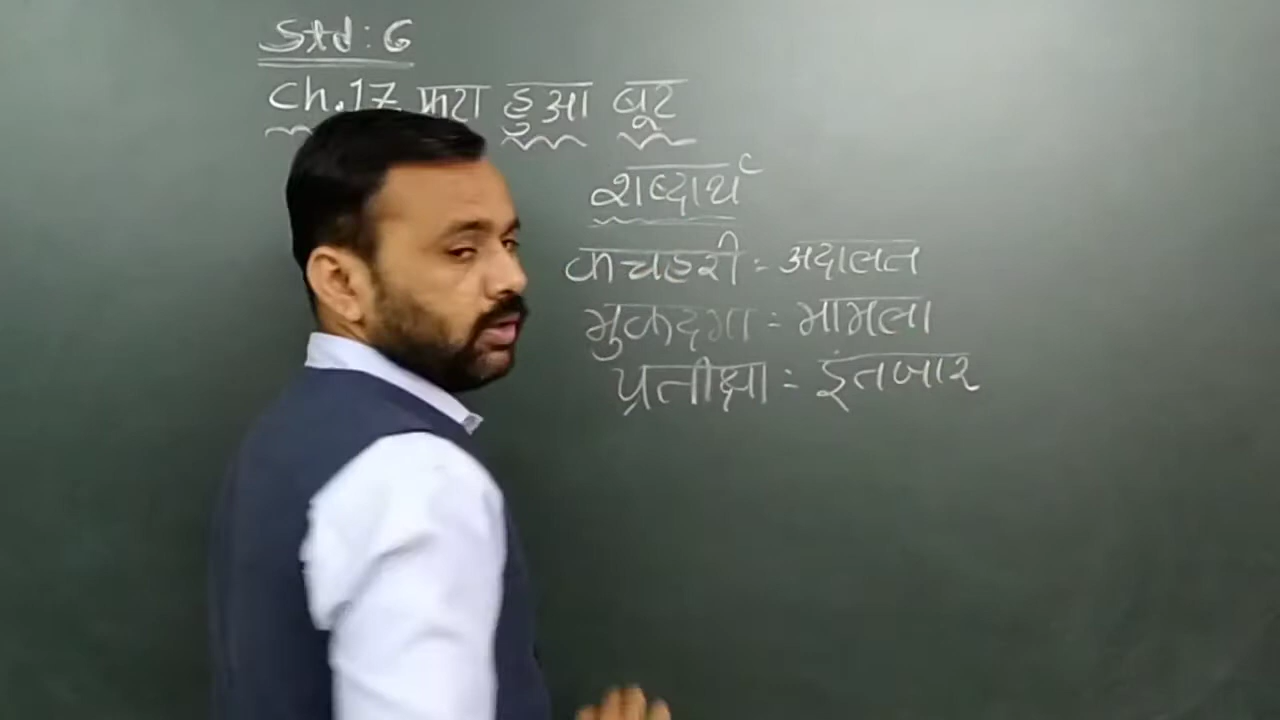 Std : 6
Ch.17 फटा हुआ बूट
शब्दार्थ
कचहरी = अदालत
मुकदमा = मामला
प्रतीक्षा = इंतजार